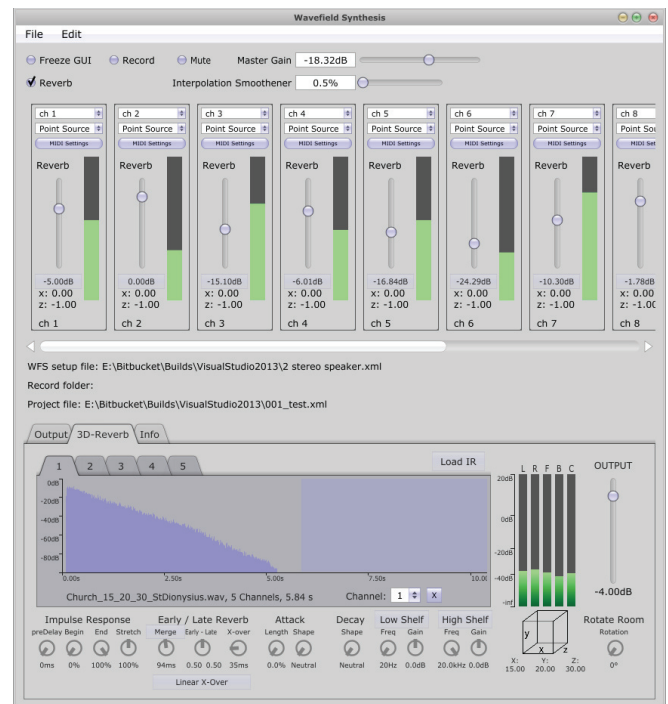 Wavefield Synthesis
File Edit
Freeze GUI Record Mute Master Gain -18.32dB
Reverb Interpolation Smoothener 0.5%
ch 1 ch 2 ch 3 ch 4 ch 5 ch 6 ch 7 ch 8
Point Source Point Source Point Source Point Source Point Source Point Source Point Source Point Sou
MIDI Settings MIDI Settings MIDI Settings MIDI Settings MIDI Settings MIDI Settings MIDI Settings MIDI Set
Reverb Reverb Reverb Reverb Reverb Reverb Reverb Reverb
-5.00dB 0.00dB -15.10dB -6.01dB -16.84dB -24.29dB -10.30dB -1.78dB
x: 0.00 x: 0.00 x: 0.00 x: 0.00 x: 0.00 x: 0.00 x: 0.00 x: 0.00
z: -1.00 z: -1.00 z: -1.00 z: -1.00 z: -1.00 z: -1.00 z: -1.00 z: -1.00
ch 1 ch 2 ch 3 ch 4 ch 5 ch 6 ch 7 ch 8
WFS setup file: E:\Bitbucket\Builds\VisualStudio2013\2 stereo speaker.xml
Record folder:
Project file: E:\Bitbucket\Builds\VisualStudio2013\001_test.xml
Output 3D-Reverb Info
1 2 3 4 5 Load IR
L R F B C OUTPUT
0dB
-20dB
-40dB
-60dB
-80dB
0.00s 2.50s 5.00s 7.50s 10.0
20dB
0dB
-20dB
-40dB
-inf
-4.00dB
Church_15_20_30_StDionysius.wav, 5 Channels, 5.84 s Channel: 1 X
Impulse Response Early / Late Reverb Attack Decay Low Shelf High Shelf Rotate Room
preDelay Begin End Stretch Merge Early - Late X-over Length Shape Shape Freq Gain Freq Gain Rotation
0ms 0% 100% 100% 94ms 0.50 0.50 35ms 0.0% Neutral Neutral 20Hz 0.0dB 20.0kHz 0.0dB 0°
Linear X-Over
y x z
X: Y: Z:
15.00 20.00 30.00